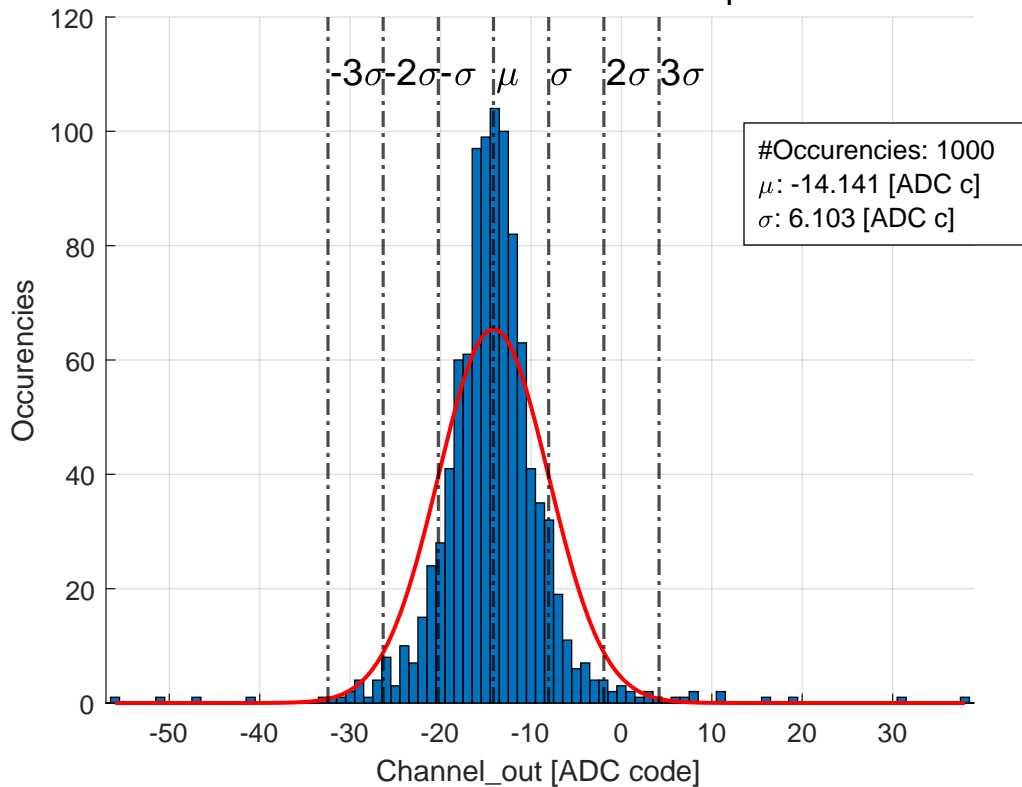 120
100
80
60
40
20
0
-3σ
-2σ
-σ
μ
σ
2σ
3σ
#Occurencies: 1000
μ: -14.141 [ADC c]
σ: 6.103 [ADC c]
Occurencies
-50
-40
-30
-20
-10
0
10
20
30
Channel_out [ADC code]